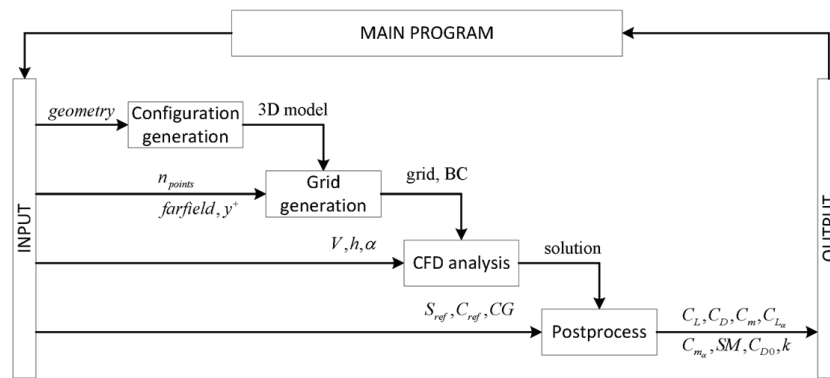 MAIN PROGRAM
INPUT
geometry
Configuration
generation
3D model
n_points
farfield, y⁺
Grid
generation
grid, BC
V, h, α
CFD analysis
solution
S_ref, C_ref, CG
Postprocess
C_L, C_D, C_m, C_Lα
C_mα, SM, C_D0, k
OUTPUT